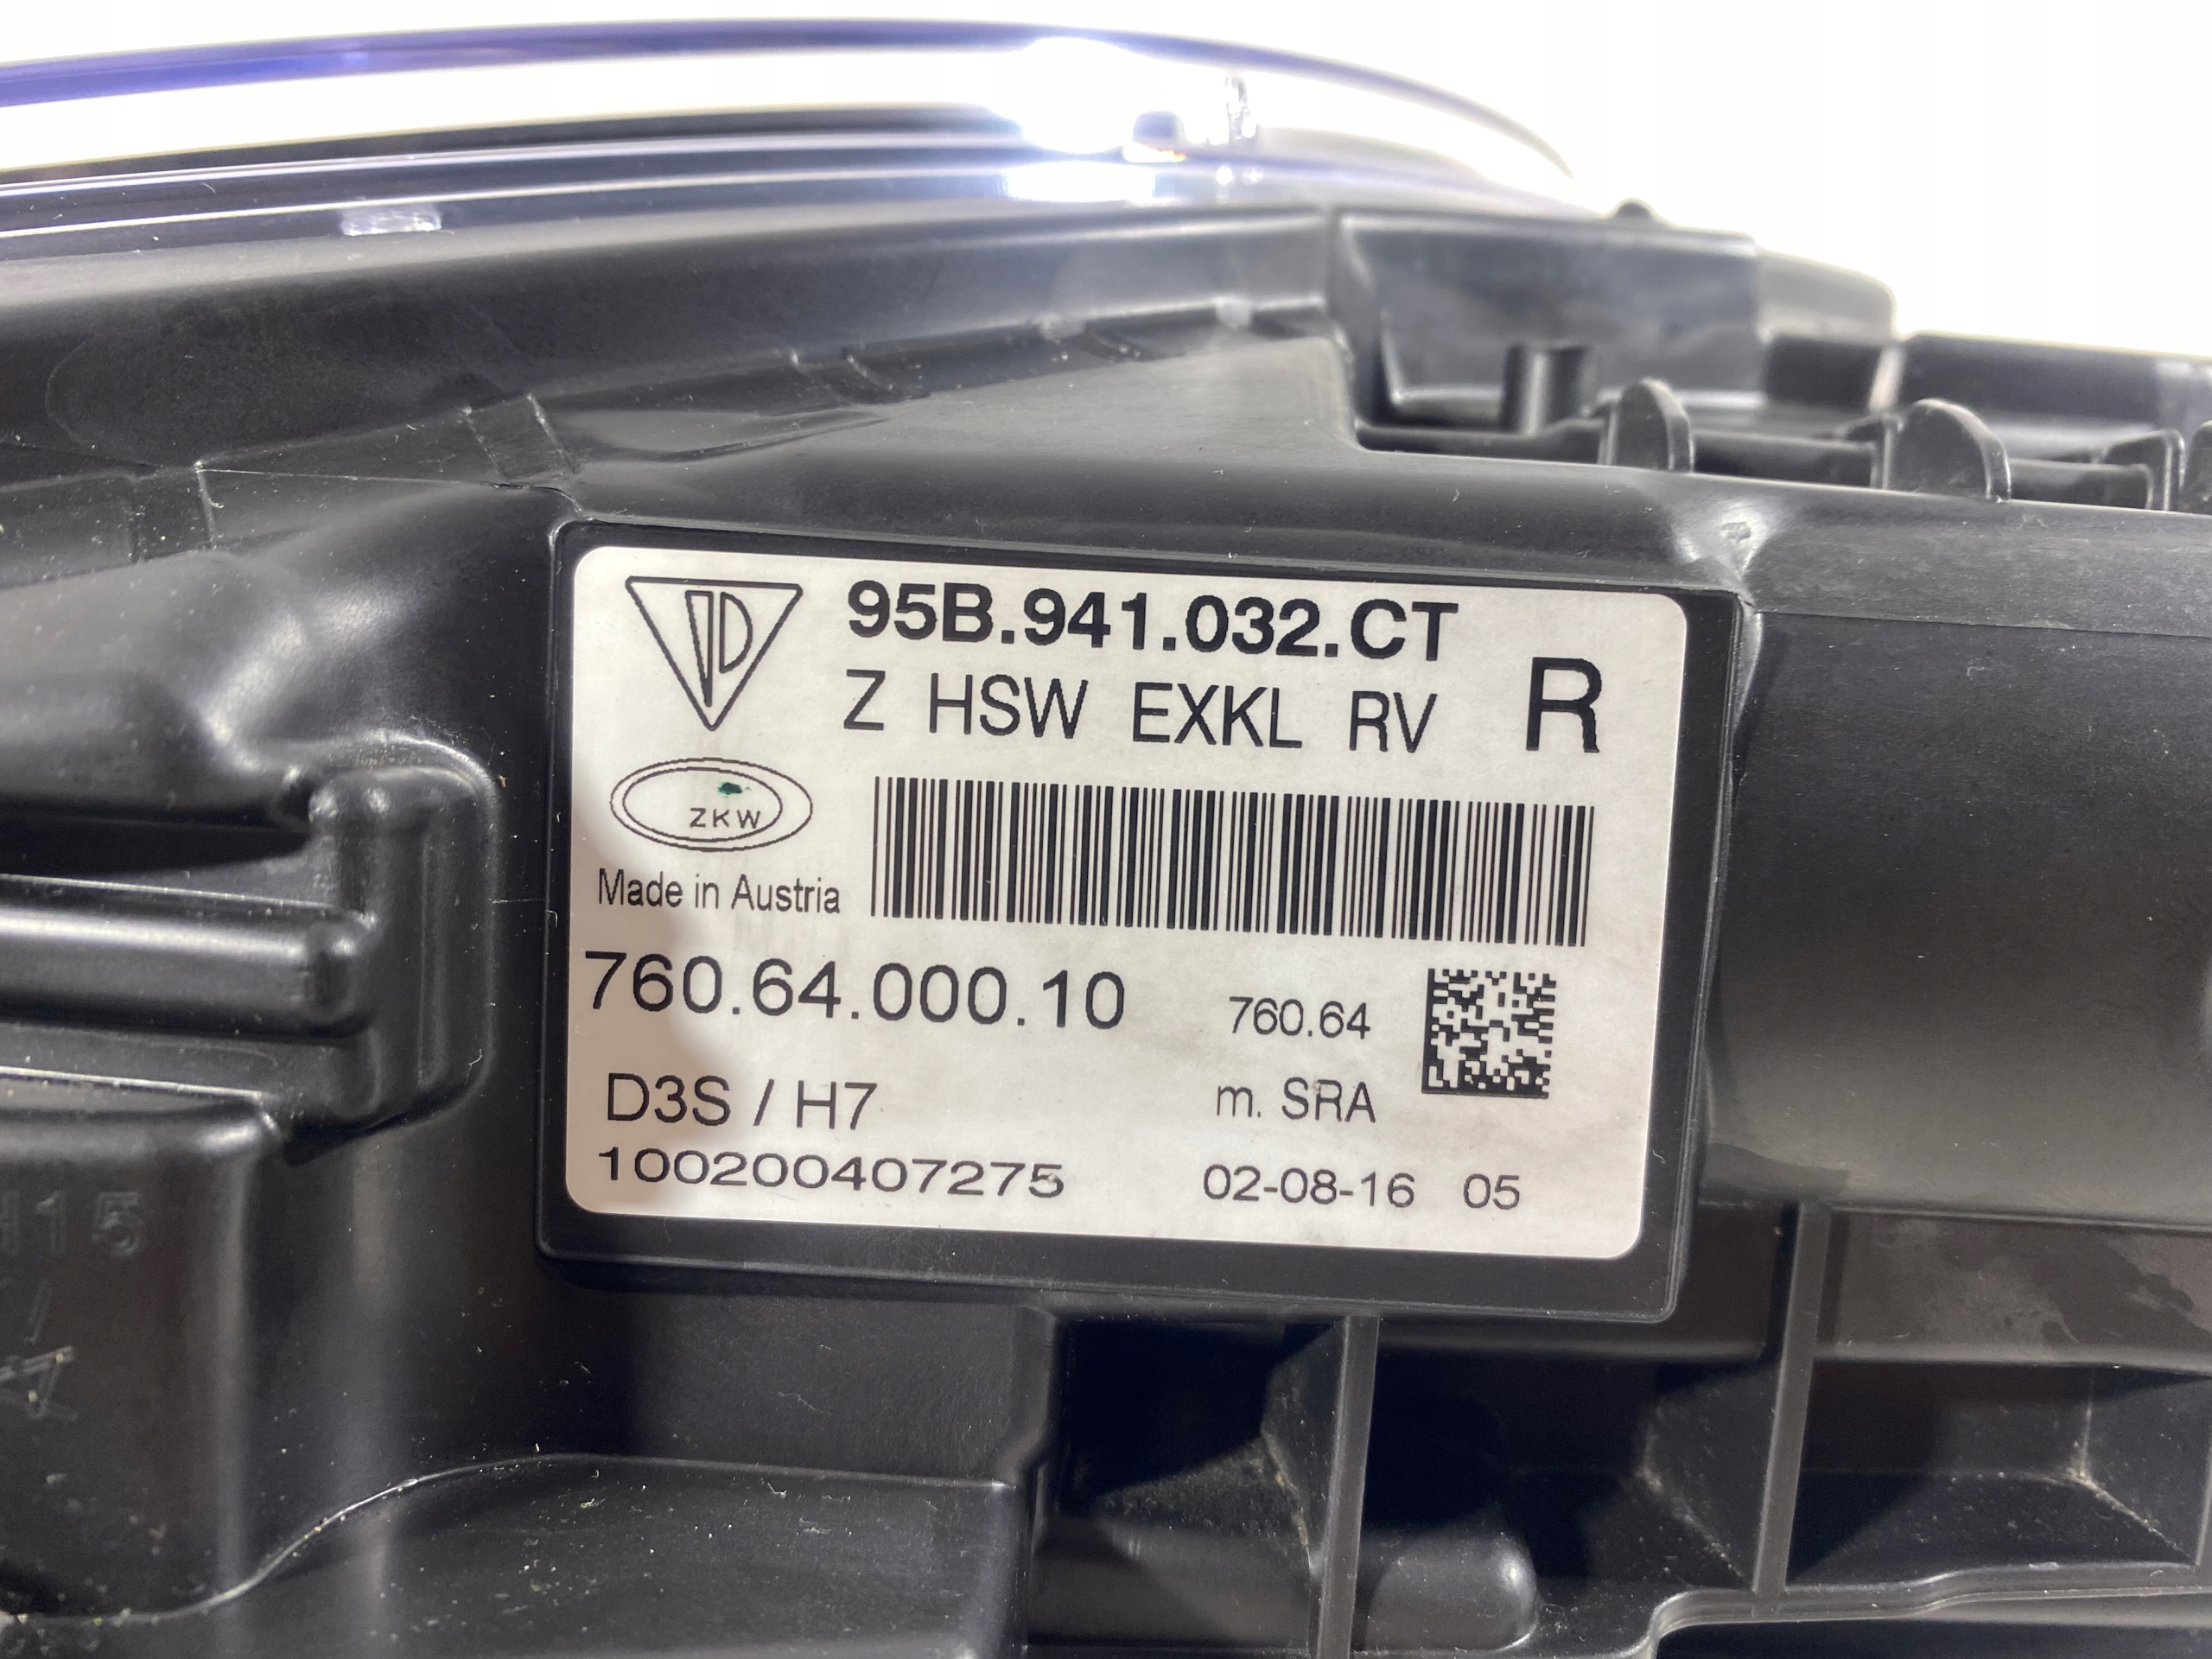 95B.941.032.CT
Z HSW EXKL RV R
ZKW
Made in Austria
760.64.000.10 760.64
D3S / H7 m. SRA
100200407275 02-08-16 05